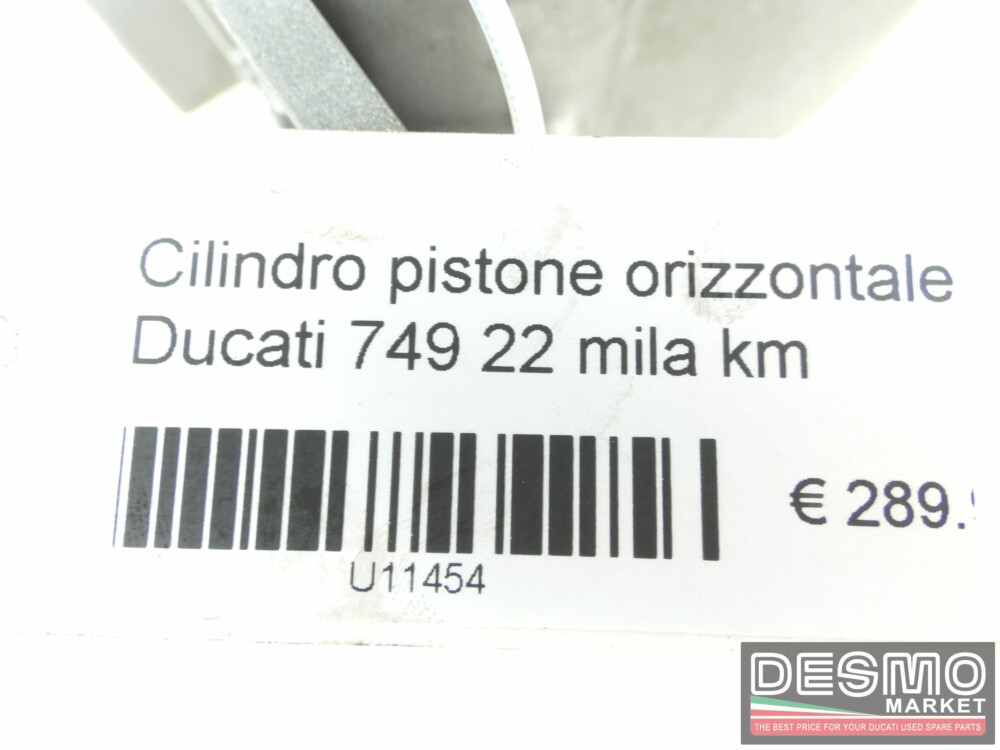 Cilindro pistone orizzontale
Ducati 749 22 mila km
€ 289.
U11454
DESMO
MARKET
THE BEST PRICE FOR YOUR DUCATI USED SPARE PARTS